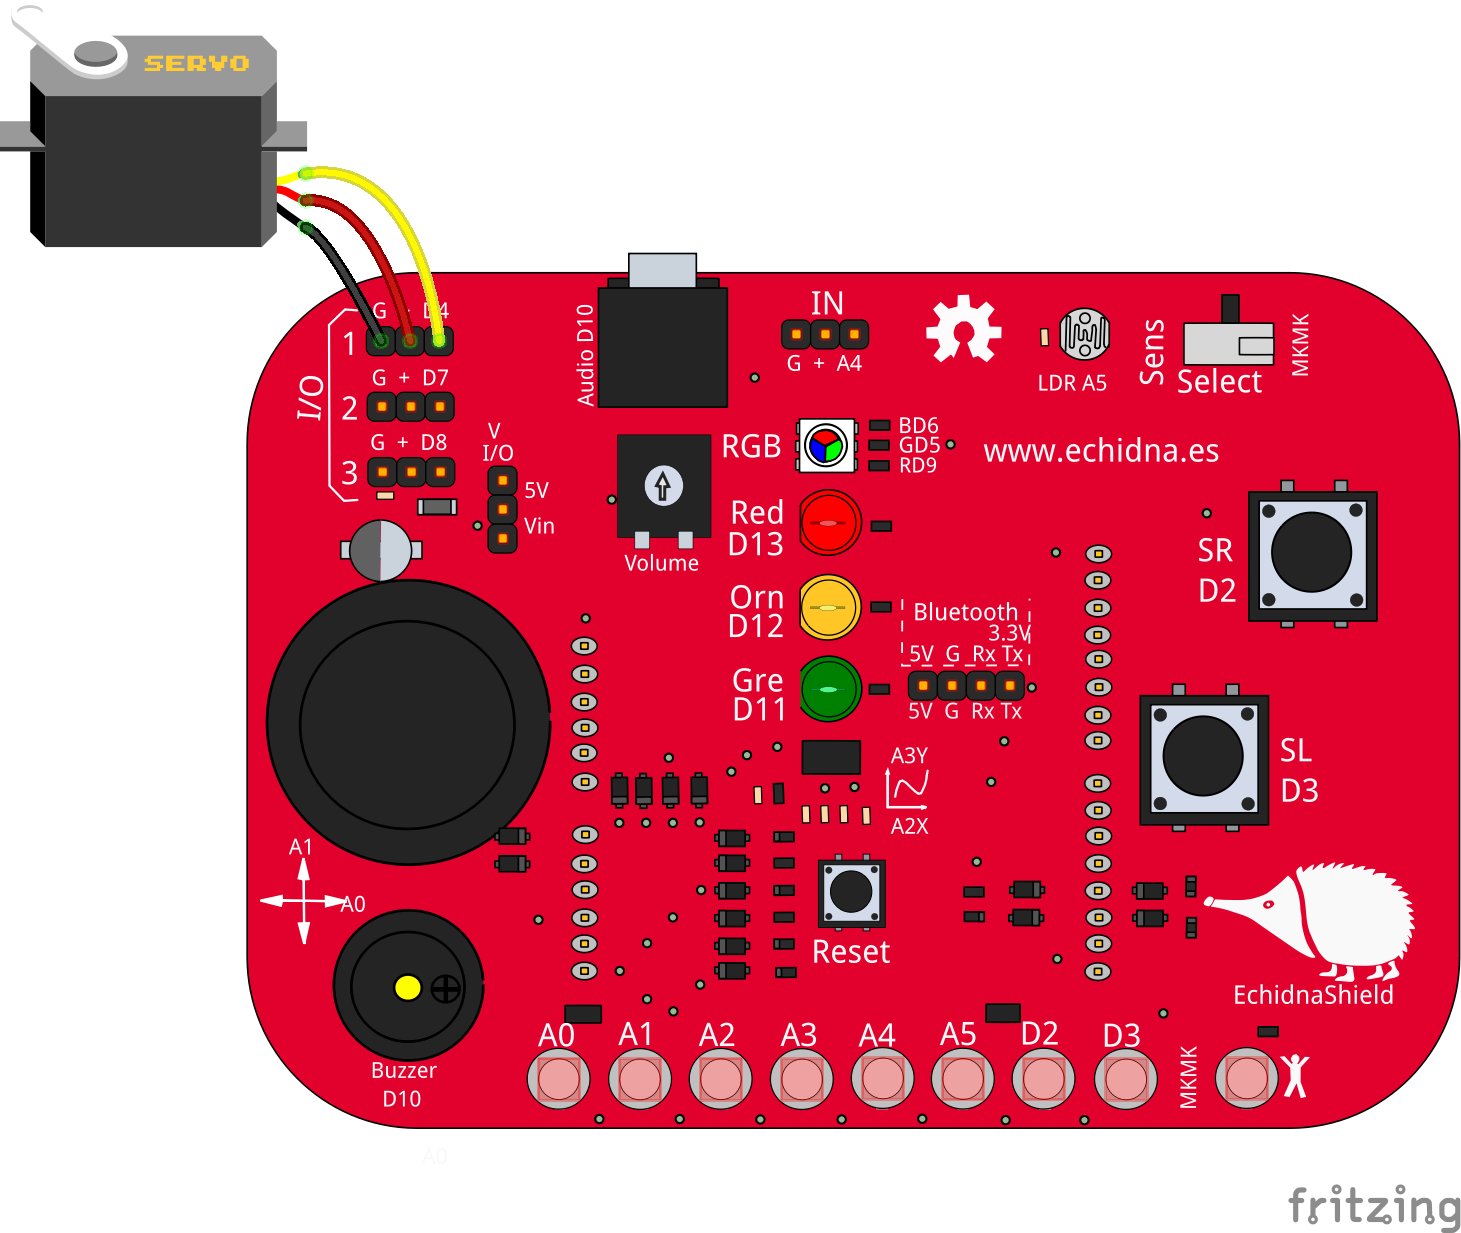 SERVO
G - D4
1
G + D7
I/O
2
G + D8
3
V
I/O
5V
Vin
Audio D10
Volume
IN
G + A4
LDR A5
Sens
Select
MKMK
RGB
BD6
GD5
RD9
www.echidna.es
Red
D13
Orn
D12
Gre
D11
Bluetooth
3.3V
5V G Rx Tx
5V G Rx Tx
SR
D2
SL
D3
A3Y
A2X
A1
A0
Reset
Buzzer
D10
EchidnaShield
A0 A1 A2 A3 A4 A5 D2 D3
MKMK
A0
fritzing